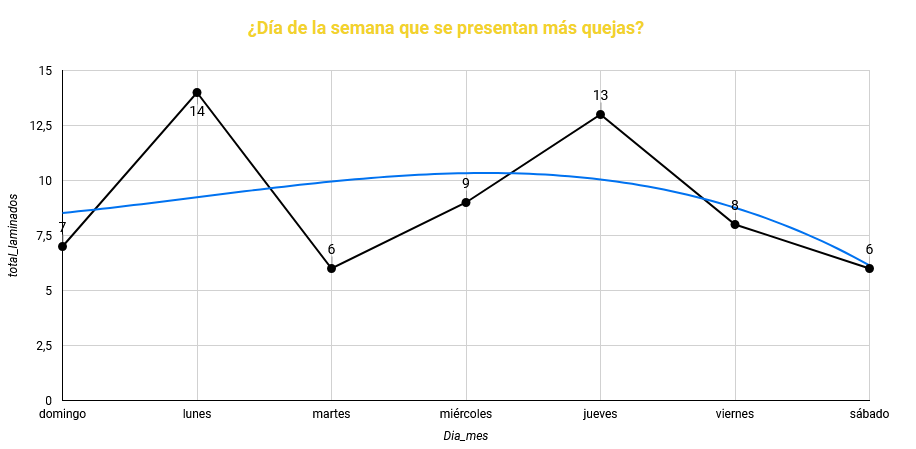 ¿Día de la semana que se presentan más quejas?
15
12,5
10
7,5
5
2,5
0
total_laminados
7
14
6
9
13
8
6
domingo
lunes
martes
miércoles
jueves
viernes
sábado
Dia_mes